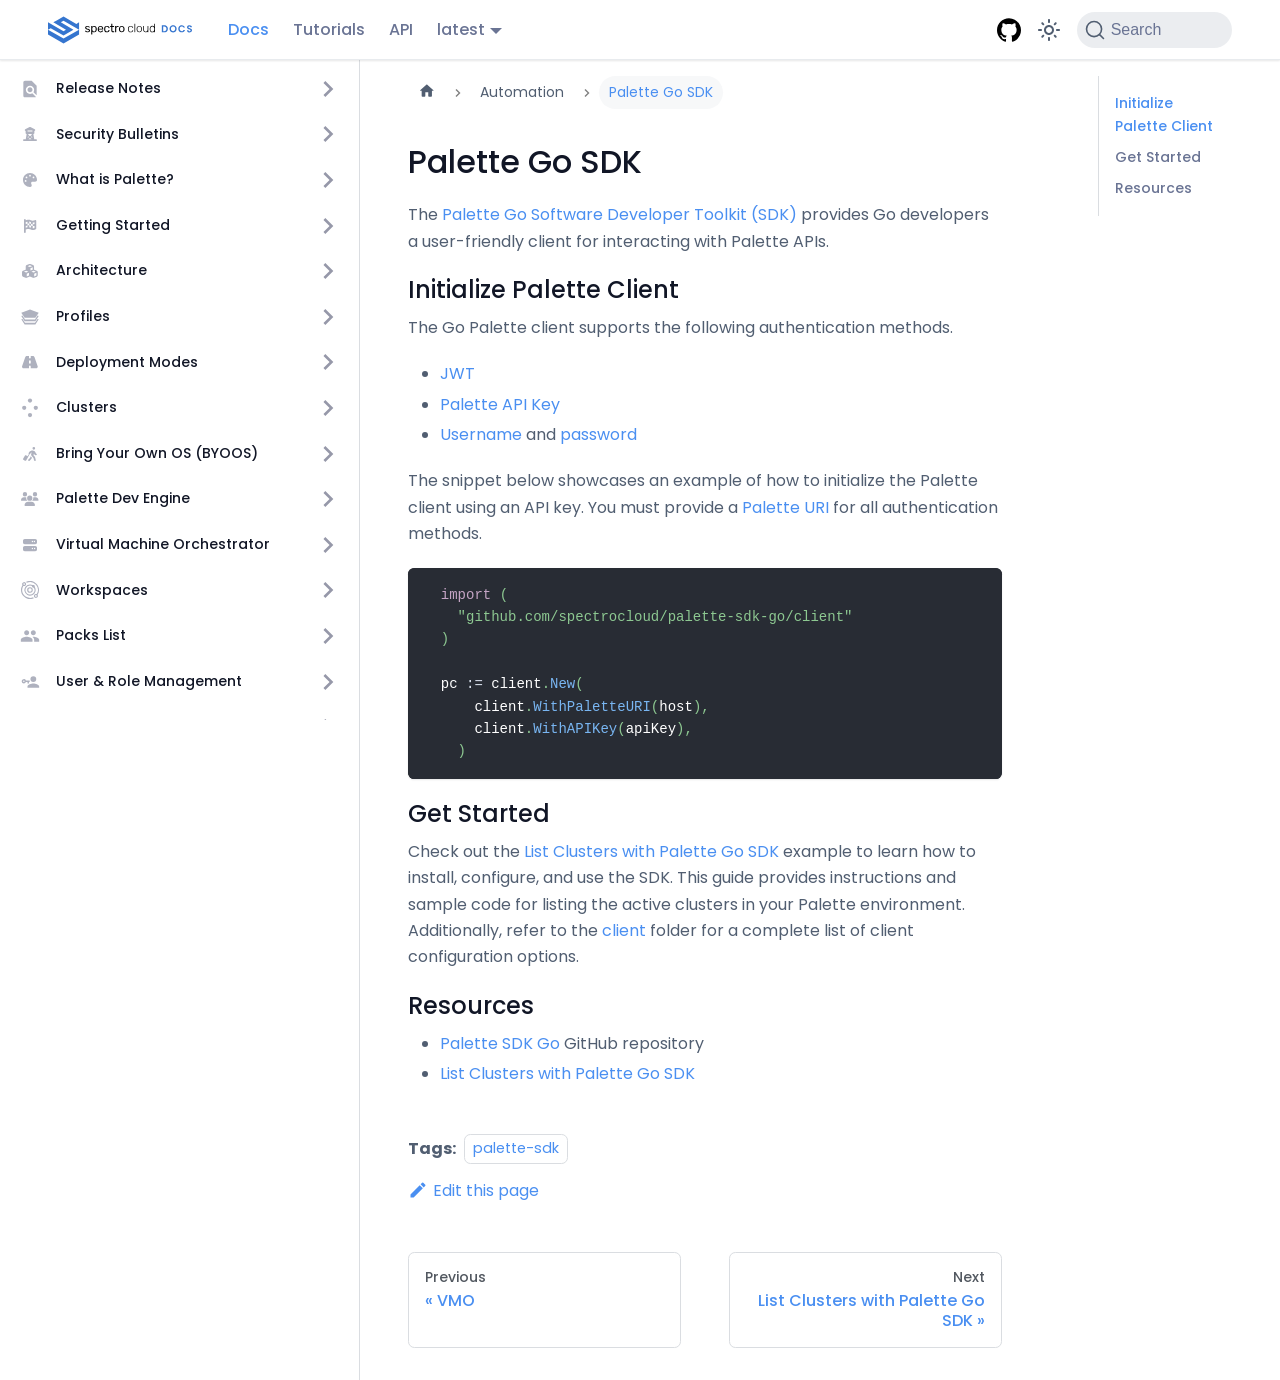 spectro cloud DOCS
Docs
Tutorials
API
latest
Search
Release Notes
Security Bulletins
What is Palette?
Getting Started
Architecture
Profiles
Deployment Modes
Clusters
Bring Your Own OS (BYOOS)
Palette Dev Engine
Virtual Machine Orchestrator
Workspaces
Packs List
User & Role Management
Automation
Palette Go SDK
Palette Go SDK
The Palette Go Software Developer Toolkit (SDK) provides Go developers
a user-friendly client for interacting with Palette APIs.
Initialize Palette Client
The Go Palette client supports the following authentication methods.
JWT
Palette API Key
Username and password
The snippet below showcases an example of how to initialize the Palette
client using an API key. You must provide a Palette URI for all authentication
methods.
import (
"github.com/spectrocloud/palette-sdk-go/client"
)
pc := client.New(
client.WithPaletteURI(host),
client.WithAPIKey(apiKey),
)
Get Started
Check out the List Clusters with Palette Go SDK example to learn how to
install, configure, and use the SDK. This guide provides instructions and
sample code for listing the active clusters in your Palette environment.
Additionally, refer to the client folder for a complete list of client
configuration options.
Resources
Palette SDK Go GitHub repository
List Clusters with Palette Go SDK
Tags: palette-sdk
Edit this page
Previous
« VMO
Next
List Clusters with Palette Go
SDK »
Initialize
Palette Client
Get Started
Resources